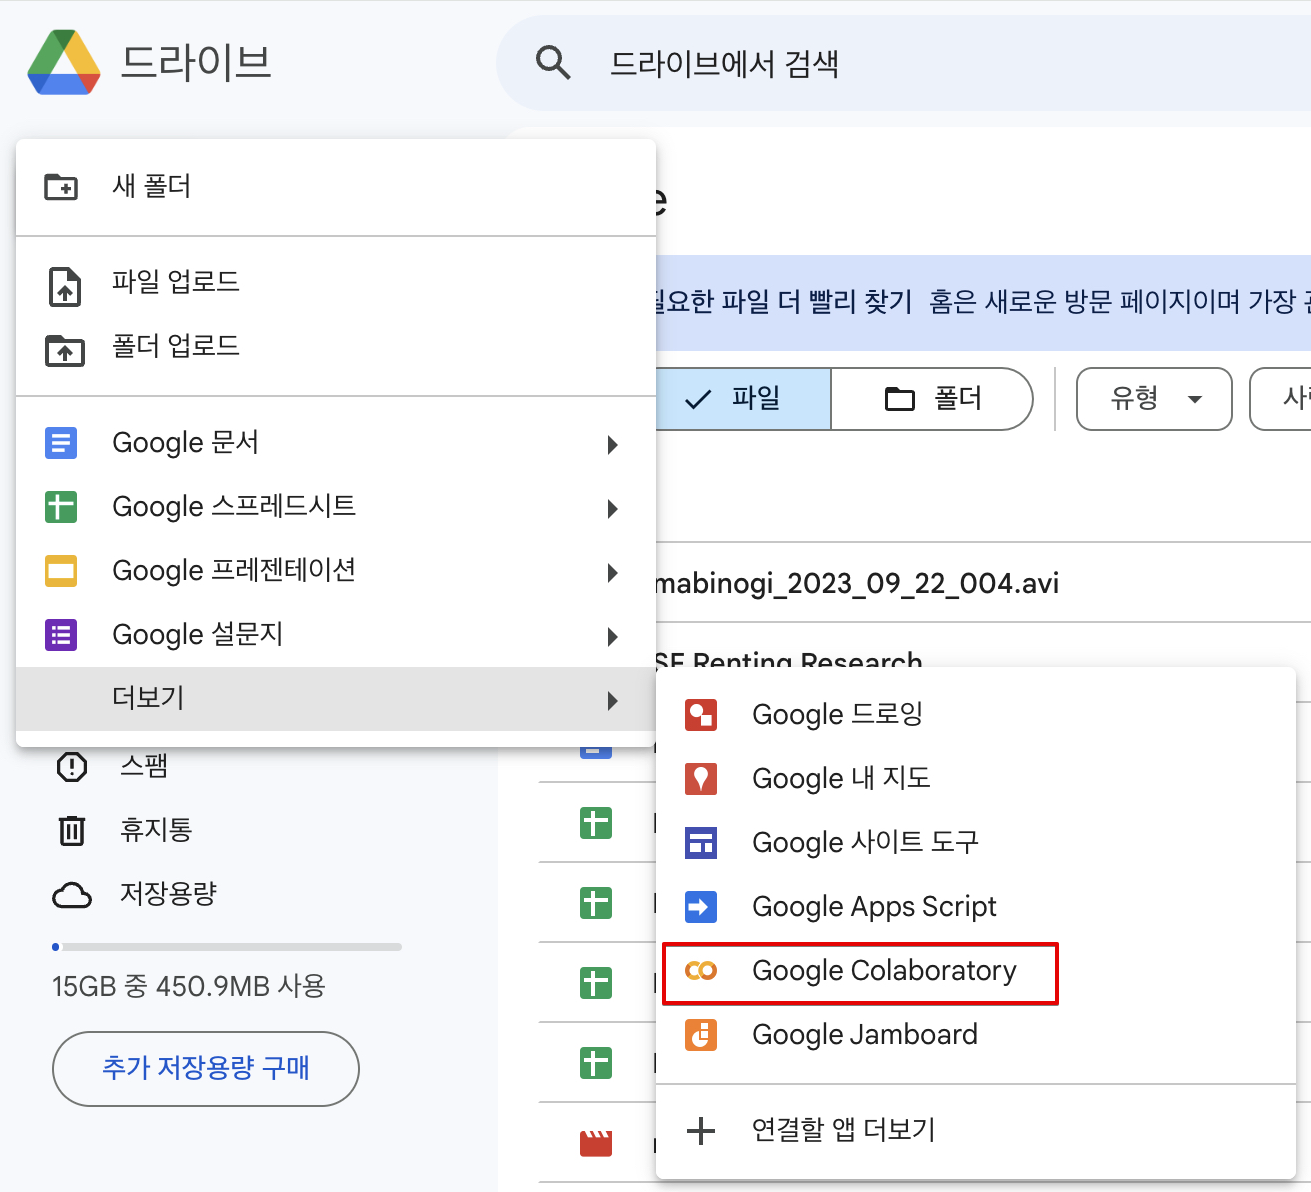 드라이브
드라이브에서 검색
새 폴더
파일 업로드
폴더 업로드
Google 문서
Google 스프레드시트
Google 프레젠테이션
Google 설문지
더보기
스팸
휴지통
저장용량
15GB 중 450.9MB 사용
추가 저장용량 구매
파일 더 빨리 찾기 홈은 새로운 방문 페이지이며 가장
파일
폴더
유형
mabinogi_2023_09_22_004.avi
SF Renting Research
Google 드로잉
Google 내 지도
Google 사이트 도구
Google Apps Script
Google Colaboratory
Google Jamboard
연결할 앱 더보기